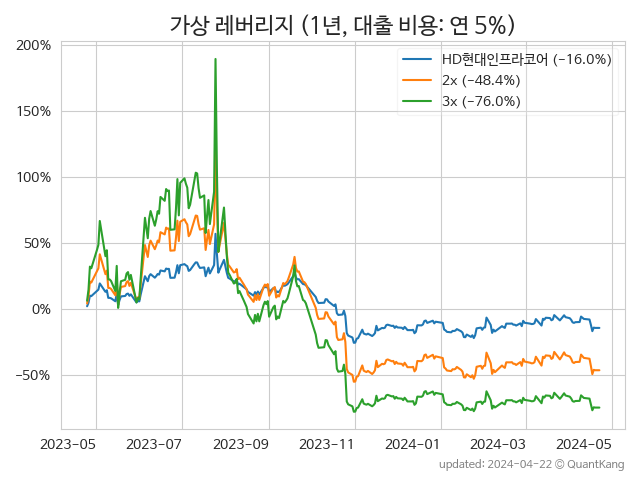 가상 레버리지 (1년, 대출 비용: 연 5%)
HD현대인프라코어 (−16.0%)
2x (−48.4%)
3x (−76.0%)
200%
150%
100%
50%
0%
−50%
2023−05 2023−07 2023−09 2023−11 2024−01 2024−03 2024−05
updated: 2024-04-22 © QuantKang